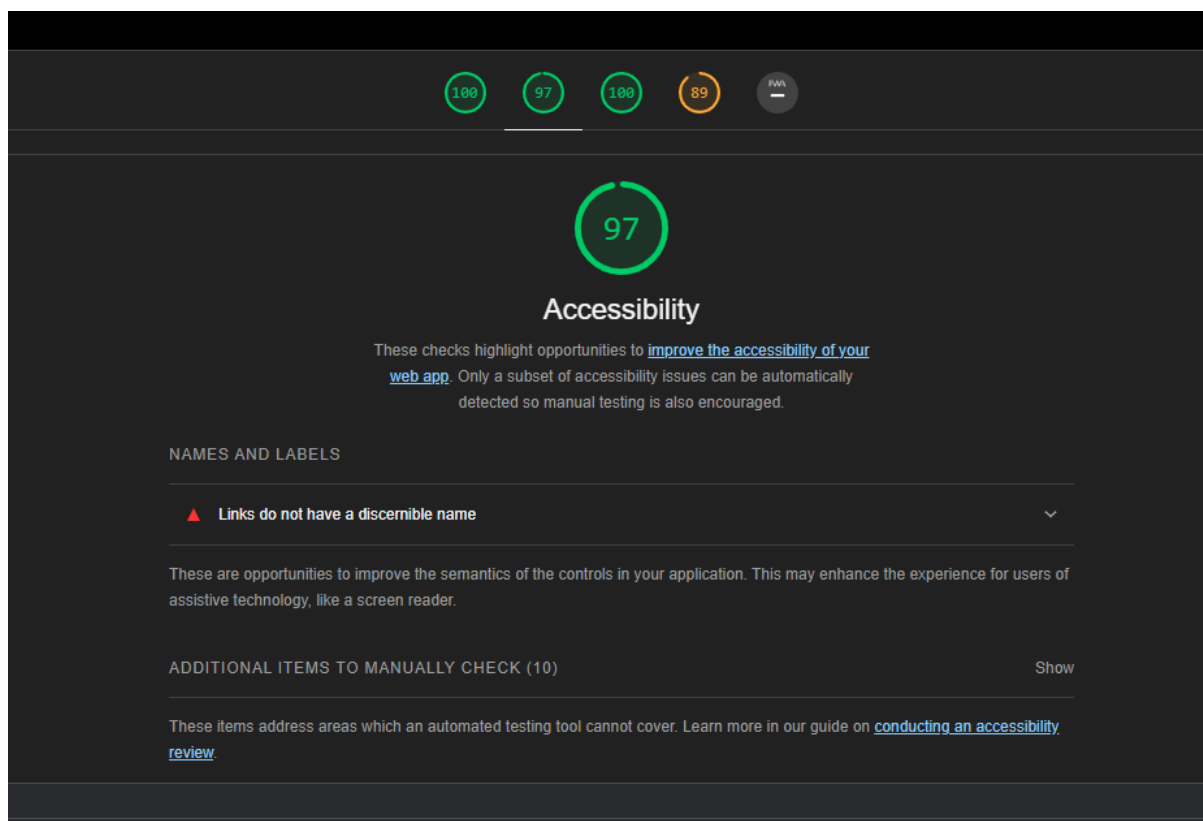 100 97 100 89 PWA
97
Accessibility
These checks highlight opportunities to improve the accessibility of your
web app. Only a subset of accessibility issues can be automatically
detected so manual testing is also encouraged.
NAMES AND LABELS
Links do not have a discernible name
These are opportunities to improve the semantics of the controls in your application. This may enhance the experience for users of
assistive technology, like a screen reader.
ADDITIONAL ITEMS TO MANUALLY CHECK (10) Show
These items address areas which an automated testing tool cannot cover. Learn more in our guide on conducting an accessibility
review.